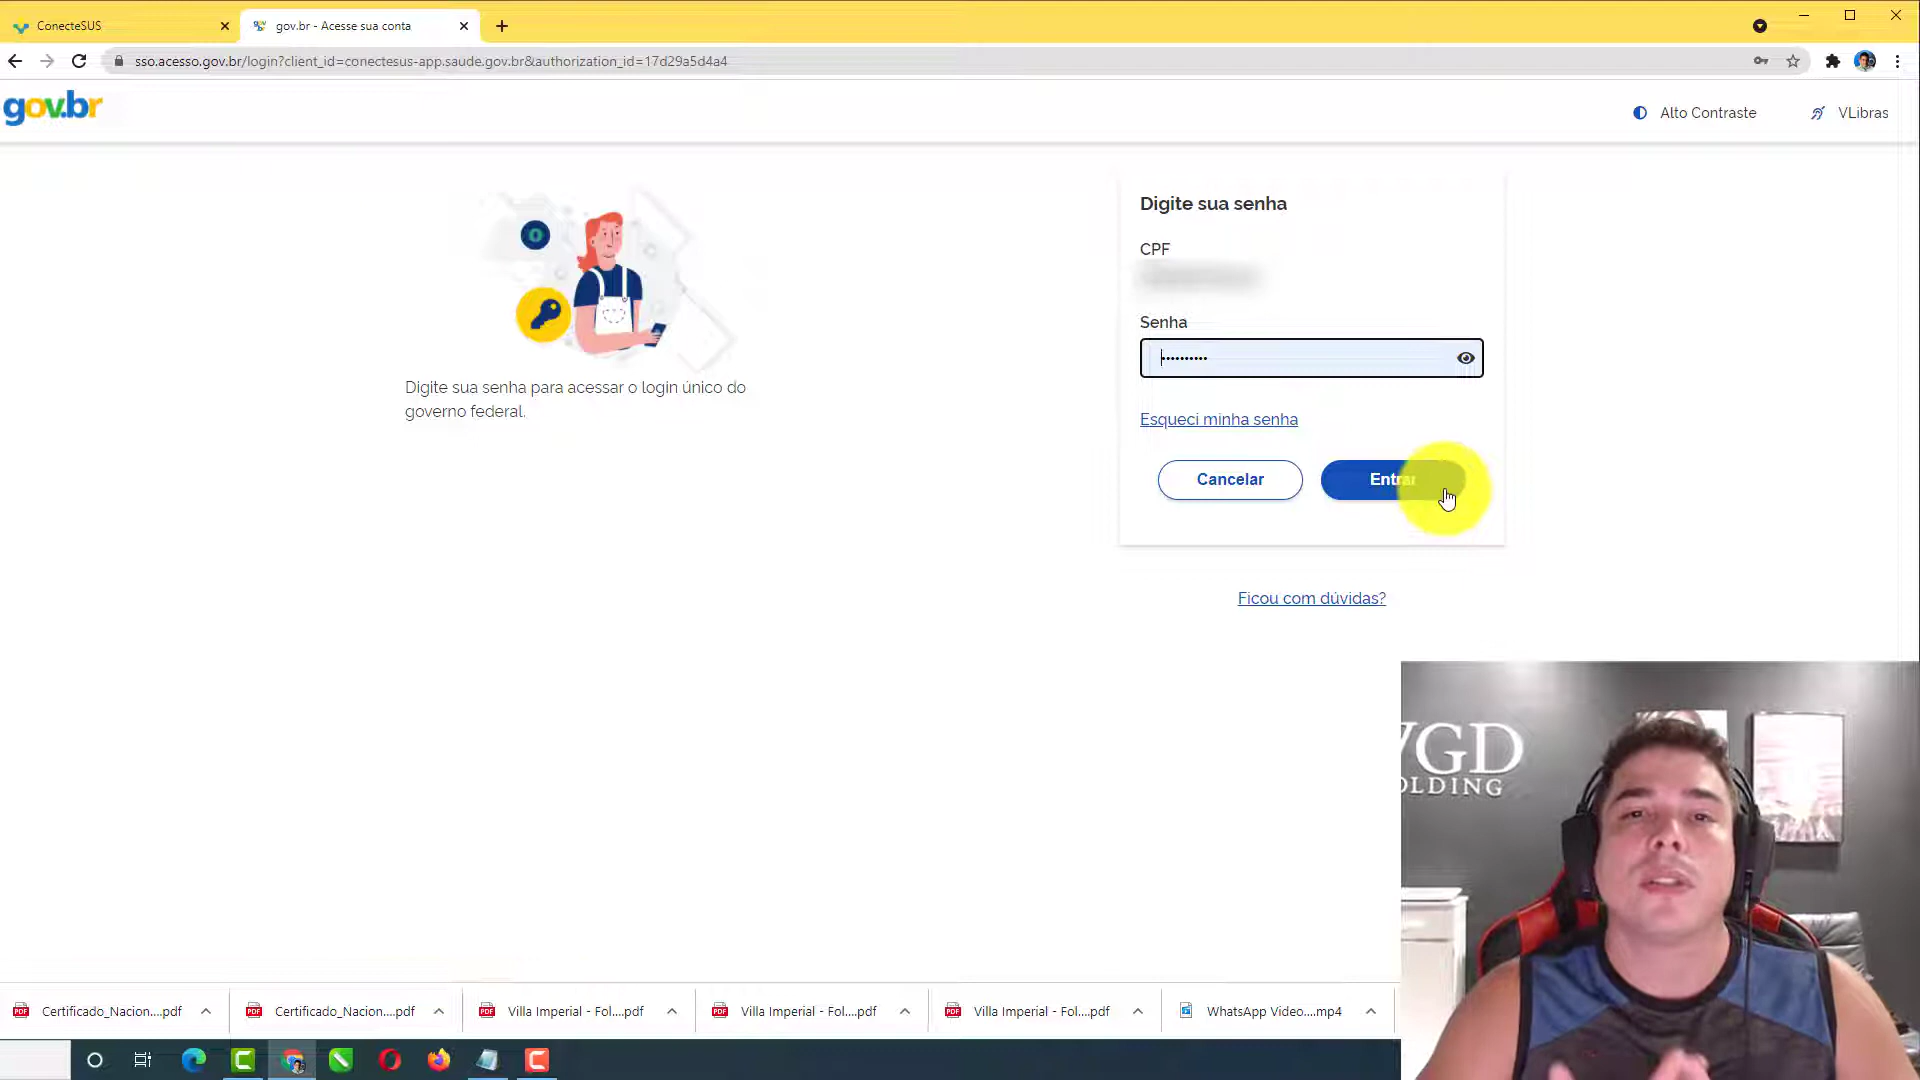 ConecteSUS
gov.br - Acesse sua conta
sso.acesso.gov.br/login?client_id=conectesus-app.saude.gov.br&authorization_id=17d29a5d4a4
gov.br
Alto Contraste
VLibras
Digite sua senha
CPF
Senha
••••••••••
Esqueci minha senha
Cancelar
Entrar
Ficou com dúvidas?
Digite sua senha para acessar o login único do
governo federal.
VGD
OLDING
Certificado_Nacion....pdf
Certificado_Nacion....pdf
Villa Imperial - Fol....pdf
Villa Imperial - Fol....pdf
Villa Imperial - Fol....pdf
WhatsApp Video....mp4